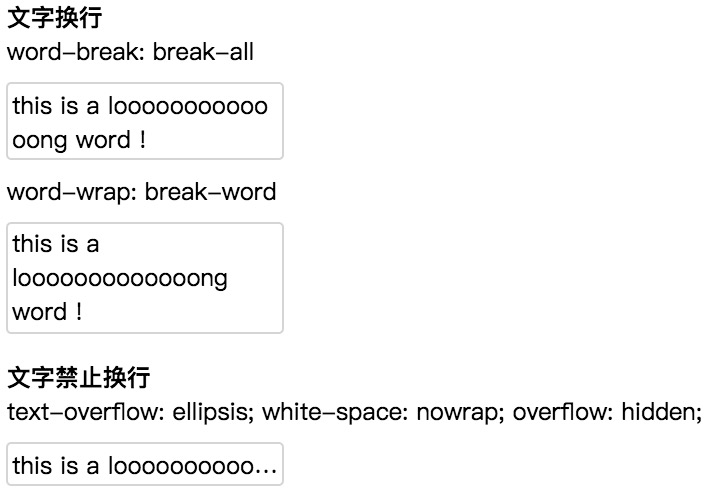 文字换行
word-break: break-all
this is a looooooooooo
oong word !
word-wrap: break-word
this is a
looooooooooooong
word !
文字禁止换行
text-overflow: ellipsis; white-space: nowrap; overflow: hidden;
this is a loooooooooo...